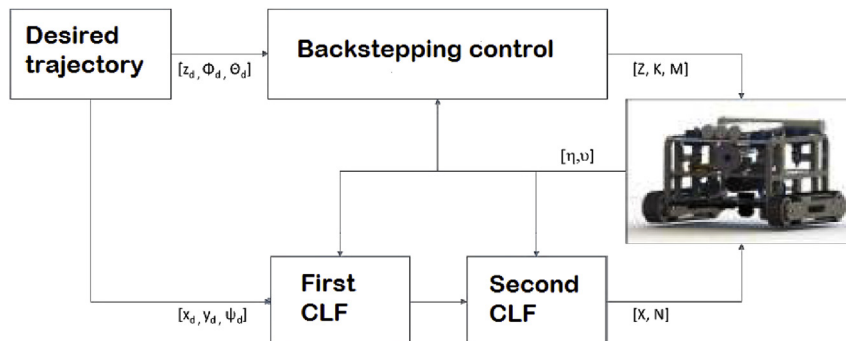 Desired
trajectory
[z_d, Φ_d, Θ_d]
Backstepping control
[Z, K, M]
[η,υ]
First
CLF
Second
CLF
[x_d, y_d, ψ_d]
[X, N]